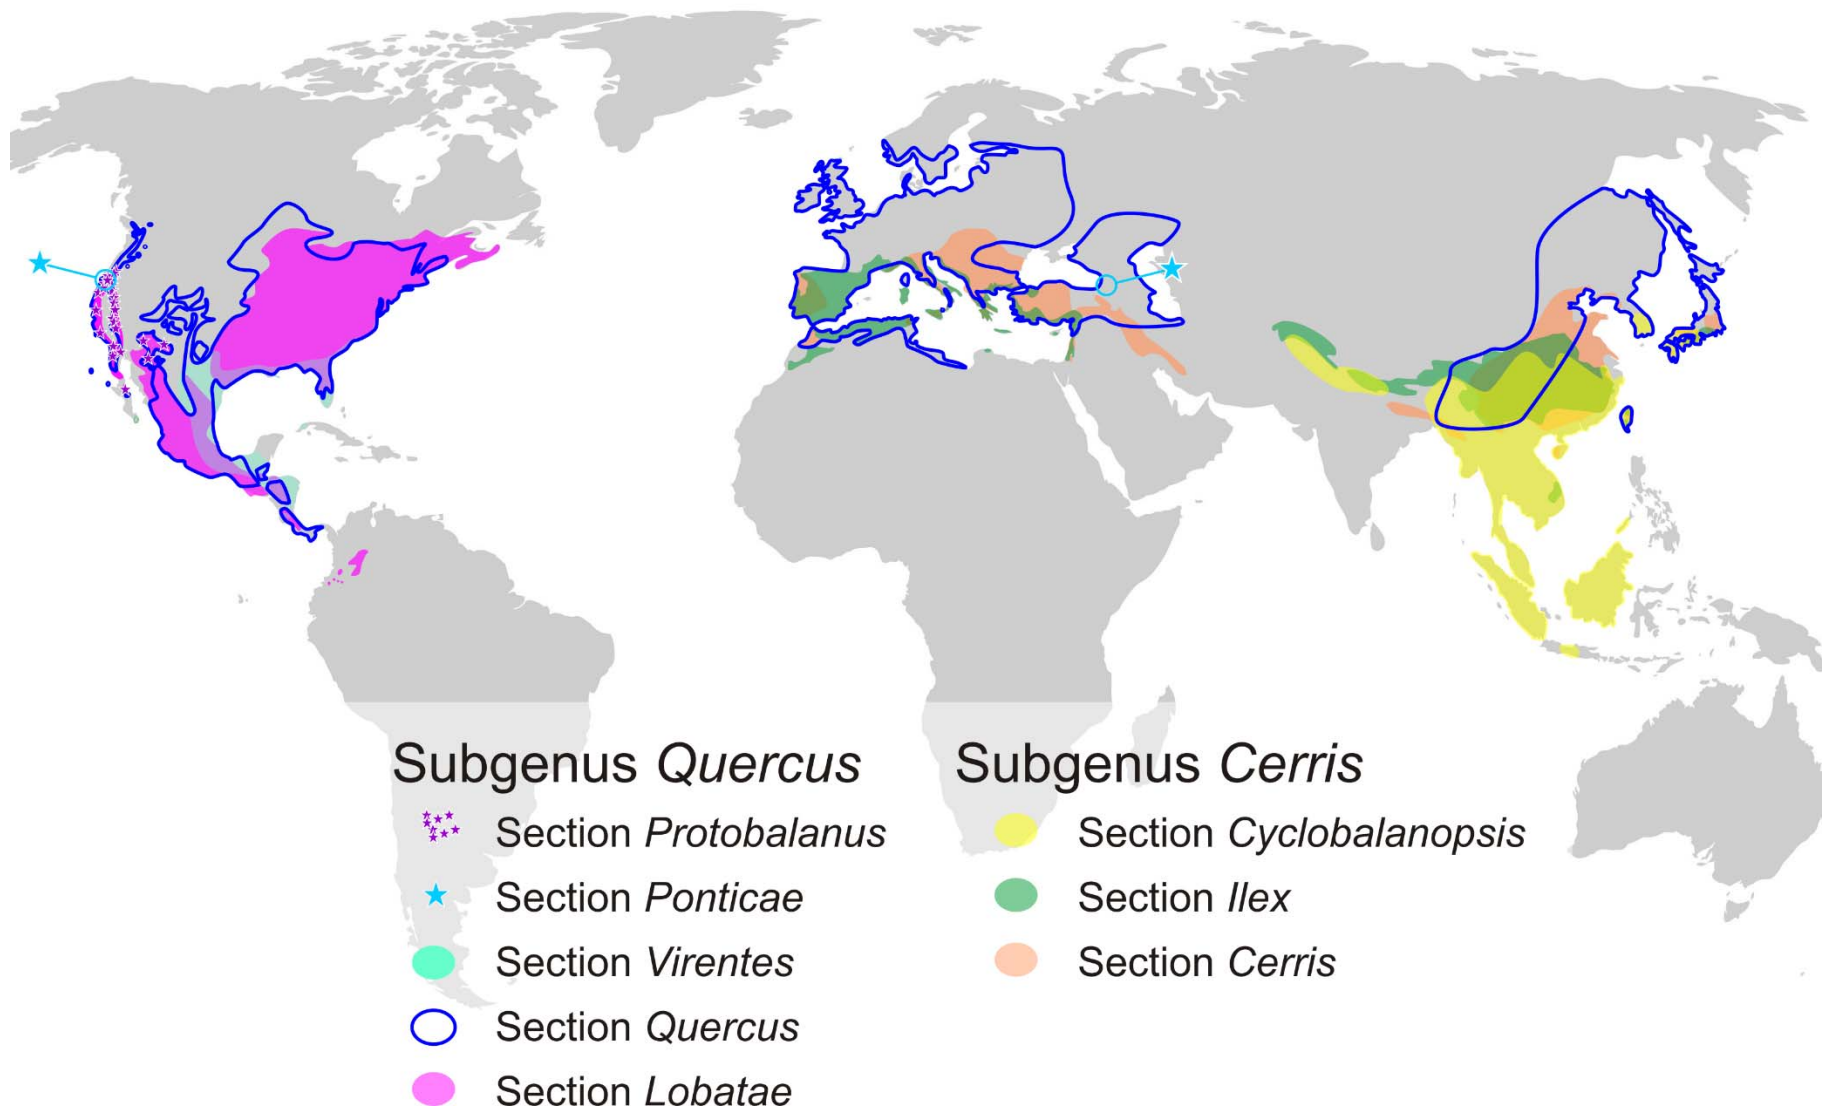 Subgenus Quercus
Section Protobalanus
Section Ponticae
Section Virentes
Section Quercus
Section Lobatae
Subgenus Cerris
Section Cyclobalanopsis
Section Ilex
Section Cerris